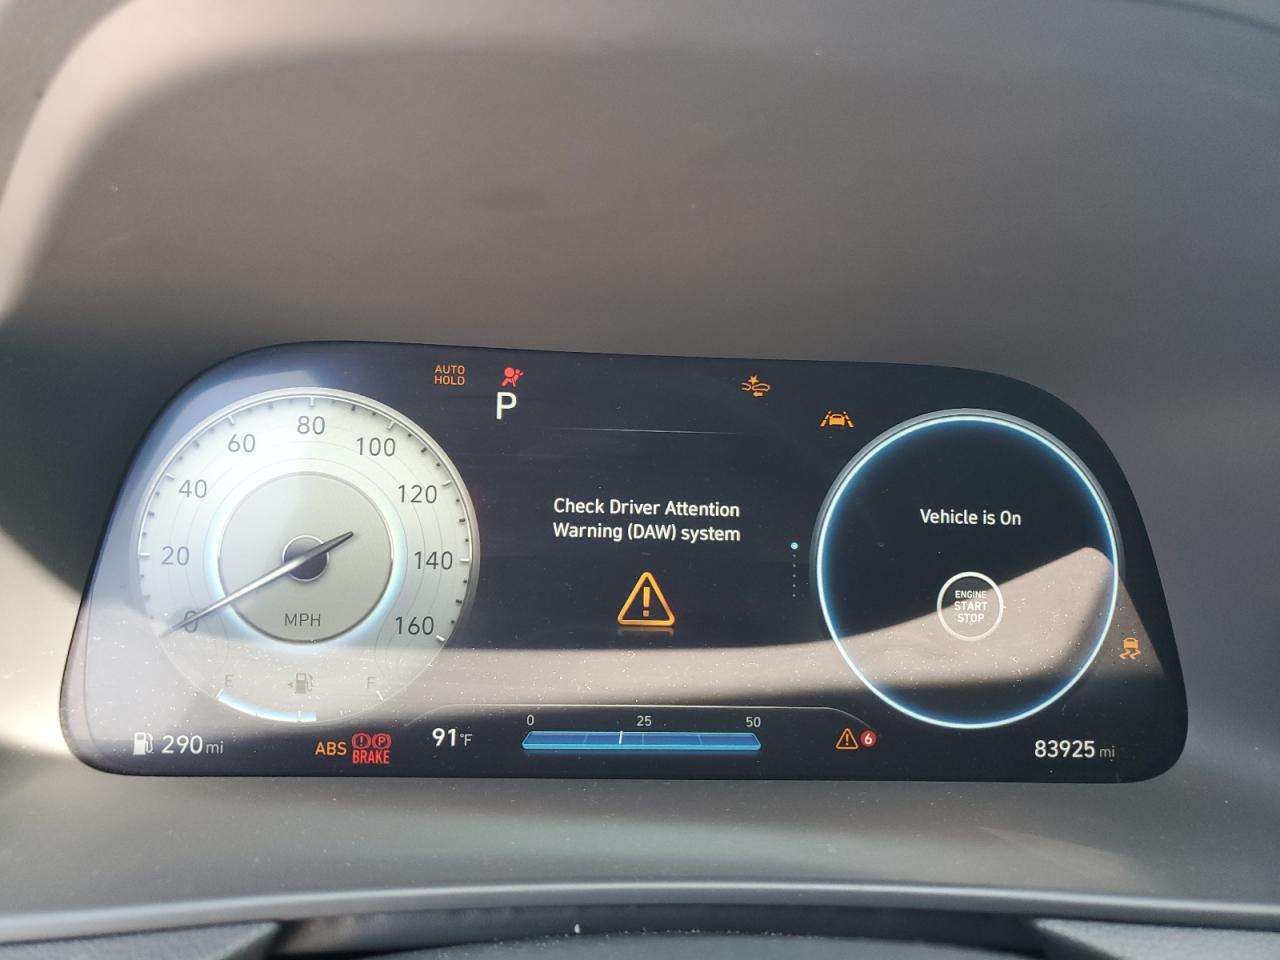 AUTO
HOLD
P
0
20
40
60
80
100
120
140
160
MPH
E
F
Check Driver Attention
Warning (DAW) system
Vehicle is On
ENGINE
START
STOP
290 mi
ABS
P
BRAKE
91°F
0 25 50
6
83925 mi